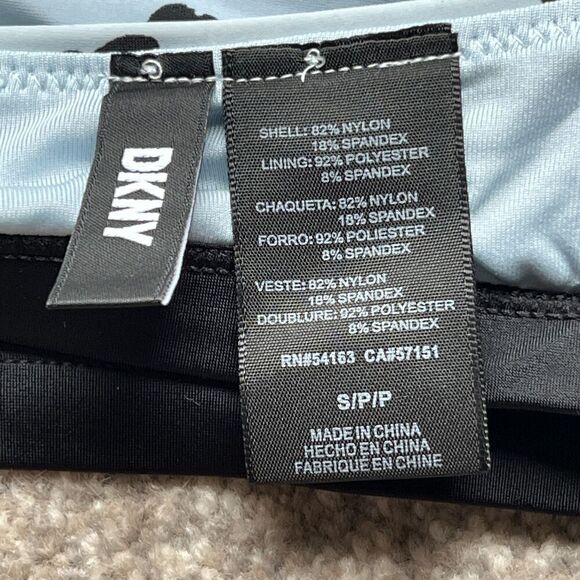 DKNY
SHELL: 82% NYLON
18% SPANDEX
LINING: 92% POLYESTER
8% SPANDEX
CHAQUETA: 82% NYLON
18% SPANDEX
FORRO: 92% POLIESTER
8% SPANDEX
VESTE: 82% NYLON
18% SPANDEX
DOUBLURE: 92% POLYESTER
8% SPANDEX
RN#54163 CA#57151
S/P/P
MADE IN CHINA
HECHO EN CHINA
FABRIQUE EN CHINE